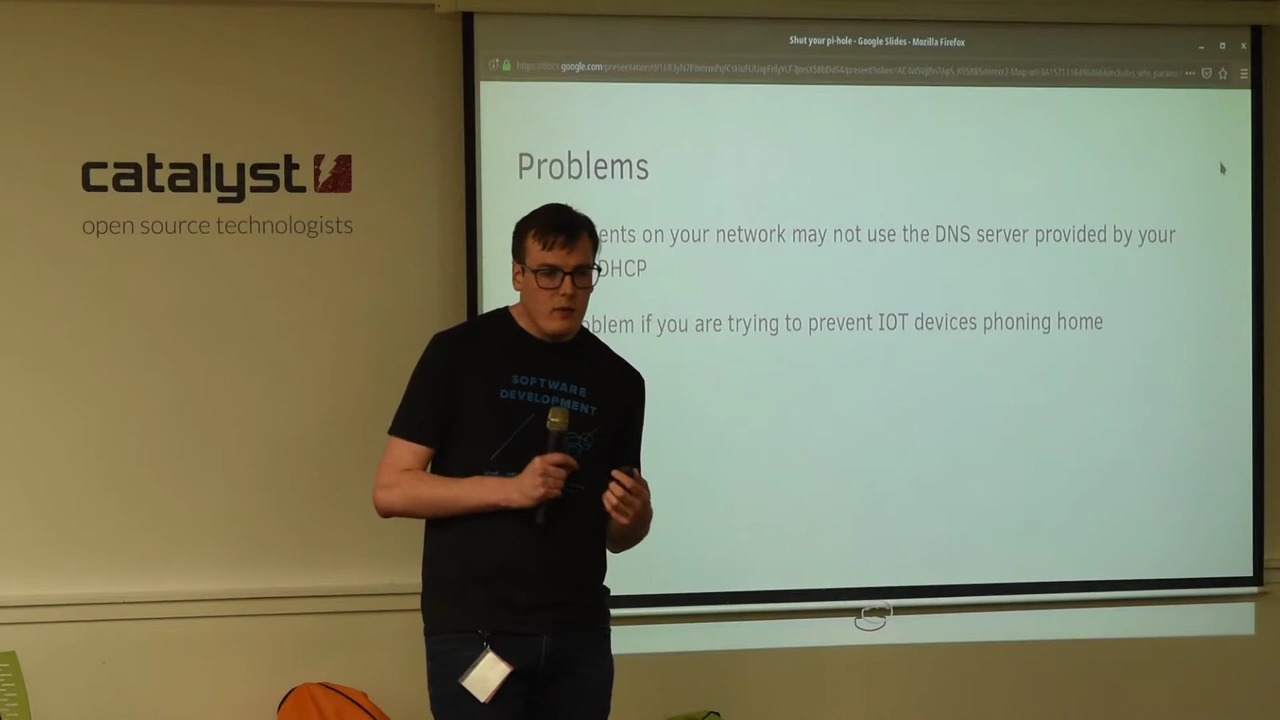 Shut your pi-hole - Google Slides - Mozilla Firefox
catalyst
open source technologists
Problems
ents on your network may not use the DNS server provided by your
DHCP
oblem if you are trying to prevent IOT devices phoning home
SOFTWARE
DEVELOPMENT